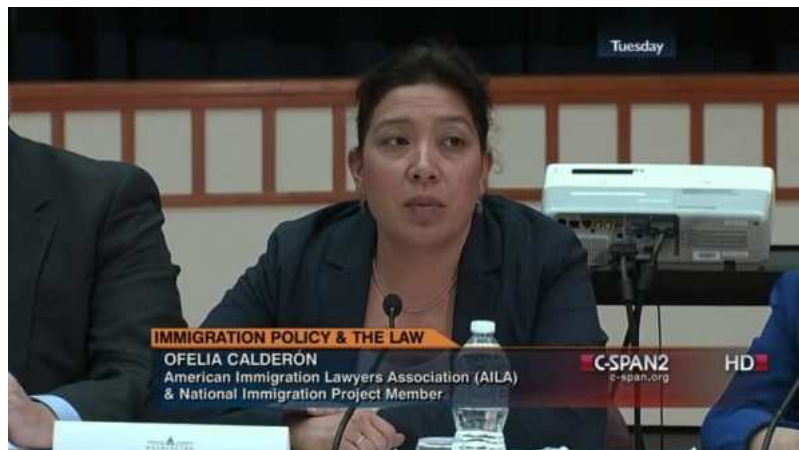 Tuesday
IMMIGRATION POLICY & THE LAW
OFELIA CALDERÓN
American Immigration Lawyers Association (AILA)
& National Immigration Project Member
C-SPAN2
c-span.org
HD